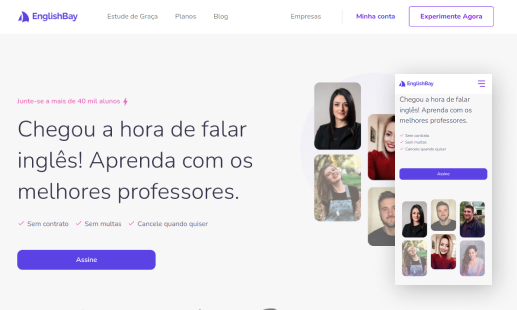 EnglishBay
Estude de Graça
Planos
Blog
Empresas
Minha conta
Experimente Agora
Junte-se a mais de 40 mil alunos
Chegou a hora de falar
inglês! Aprenda com os
melhores professores.
Sem contrato
Sem multas
Cancele quando quiser
Assine
EnglishBay
Chegou a hora de falar
inglês! Aprenda com os
melhores professores.
Sem contrato
Sem multas
Cancele quando quiser
Assine